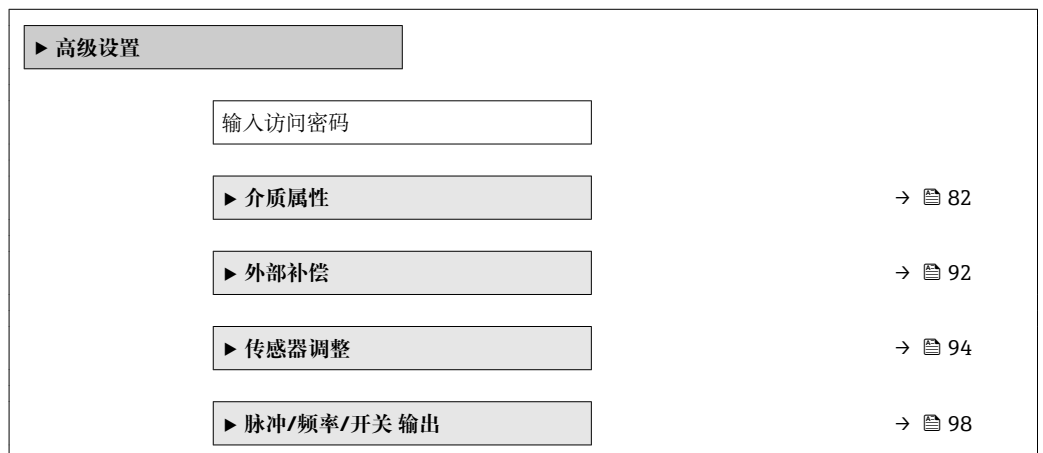 ▶ 高级设置
输入访问密码
▶ 介质属性 → 🖹 82
▶ 外部补偿 → 🖹 92
▶ 传感器调整 → 🖹 94
▶ 脉冲/频率/开关 输出 → 🖹 98